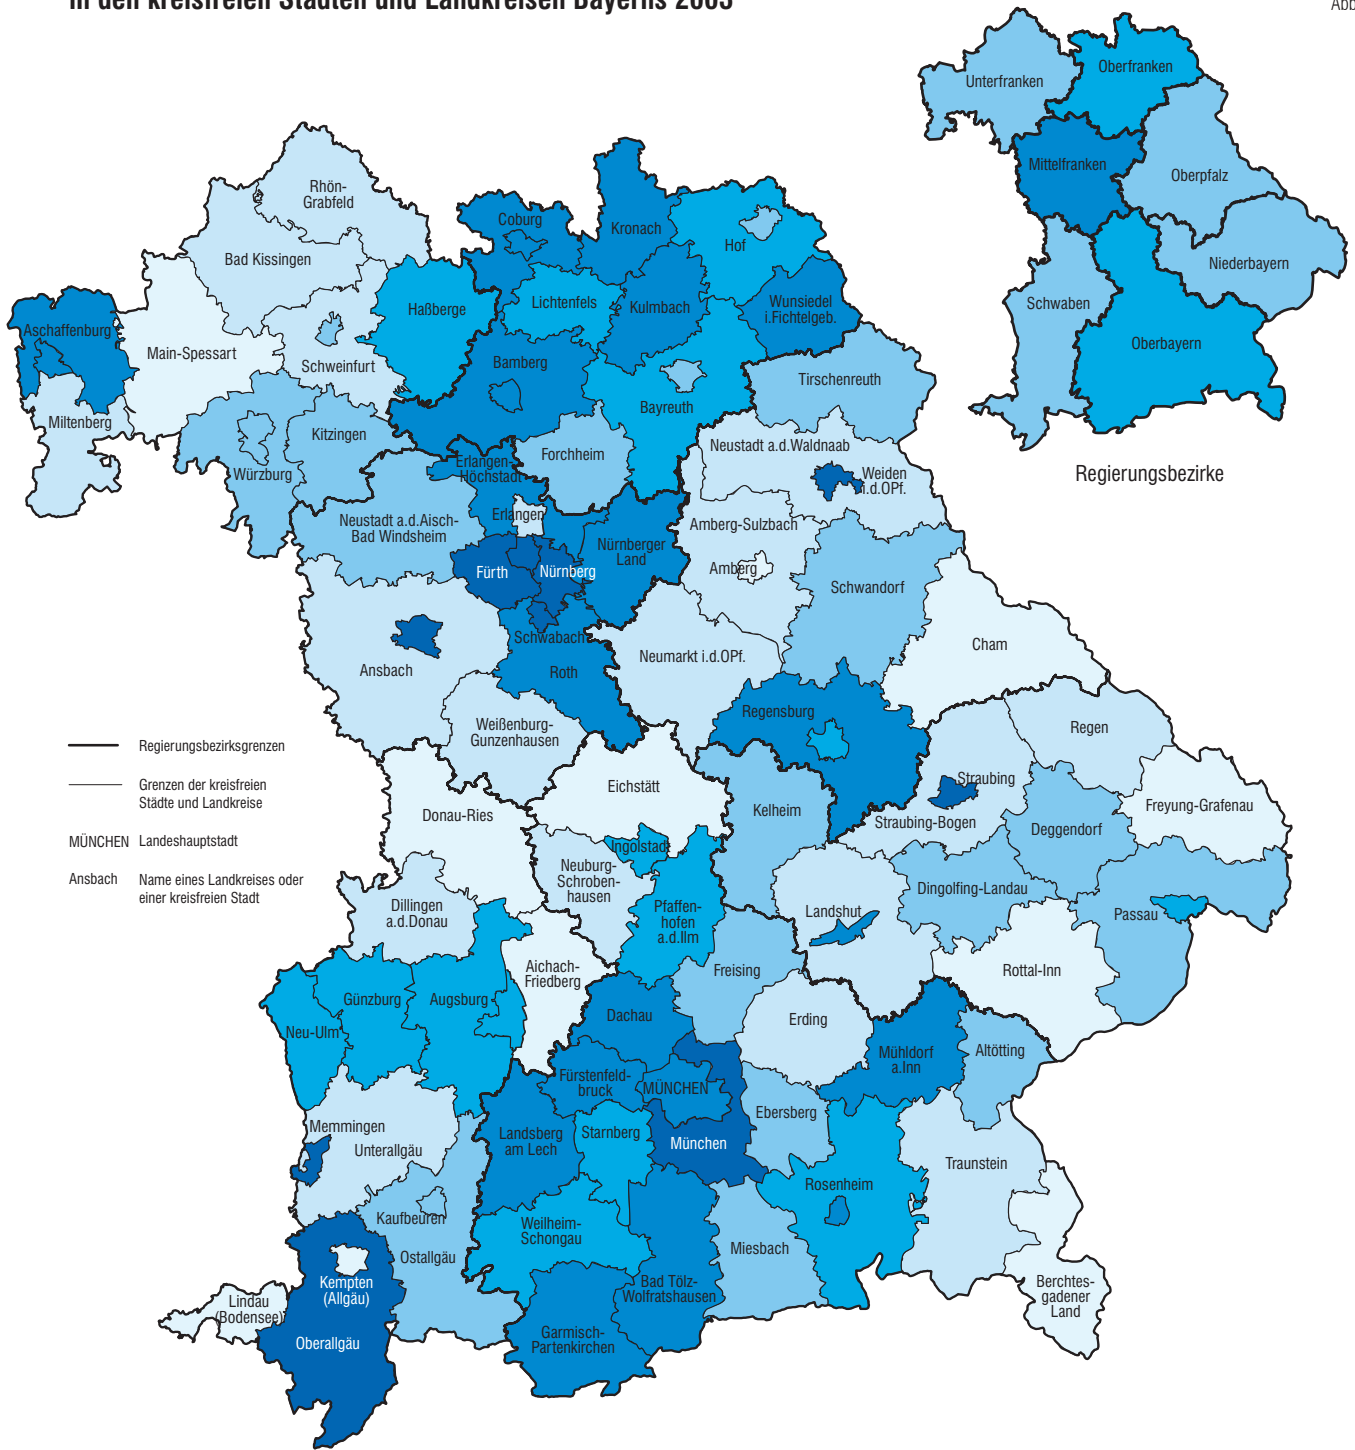 in den kreisfreien Städten und Landkreisen Bayerns 2003
Abb
Unterfranken
Oberfranken
Mittelfranken
Oberpfalz
Niederbayern
Schwaben
Oberbayern
Regierungsbezirke
Rhön-
Grabfeld
Bad Kissingen
Coburg
Kronach
Hof
Aschaffenburg
Main-Spessart
Schweinfurt
Haßberge
Lichtenfels
Kulmbach
Wunsiedel
i.Fichtelgeb.
Bamberg
Bayreuth
Tirschenreuth
Miltenberg
Würzburg
Kitzingen
Forchheim
Neustadt a.d.Waldnaab
Weiden
i.d.OPf.
Erlangen-
Höchstadt
Erlangen
Neustadt a.d.Aisch-
Bad Windsheim
Fürth
Nürnberg
Nürnberger
Land
Amberg-Sulzbach
Amberg
Schwandorf
Cham
Ansbach
Schwabach
Roth
Neumarkt i.d.OPf.
Weißenburg-
Gunzenhausen
Regensburg
Regen
Regierungsbezirksgrenzen
Grenzen der kreisfreien
Städte und Landkreise
MÜNCHEN Landeshauptstadt
Ansbach Name eines Landkreises oder
einer kreisfreien Stadt
Donau-Ries
Eichstätt
Kelheim
Straubing
Straubing-Bogen
Deggendorf
Freyung-Grafenau
Ingolstadt
Neuburg-
Schroben-
hausen
Dillingen
a.d.Donau
Pfaffen-
hofen
a.d.Ilm
Landshut
Dingolfing-Landau
Passau
Aichach-
Friedberg
Freising
Rottal-Inn
Neu-Ulm
Günzburg
Augsburg
Dachau
Erding
Mühldorf
a.Inn
Altötting
Fürstenfeld-
bruck
MÜNCHEN
Ebersberg
Memmingen
Unterallgäu
Landsberg
am Lech
Starnberg
München
Traunstein
Rosenheim
Kaufbeuren
Ostallgäu
Weilheim-
Schongau
Miesbach
Bad Tölz-
Wolfratshausen
Garmisch-
Partenkirchen
Berchtes-
gadener
Land
Kempten
(Allgäu)
Lindau
(Bodensee)
Oberallgäu